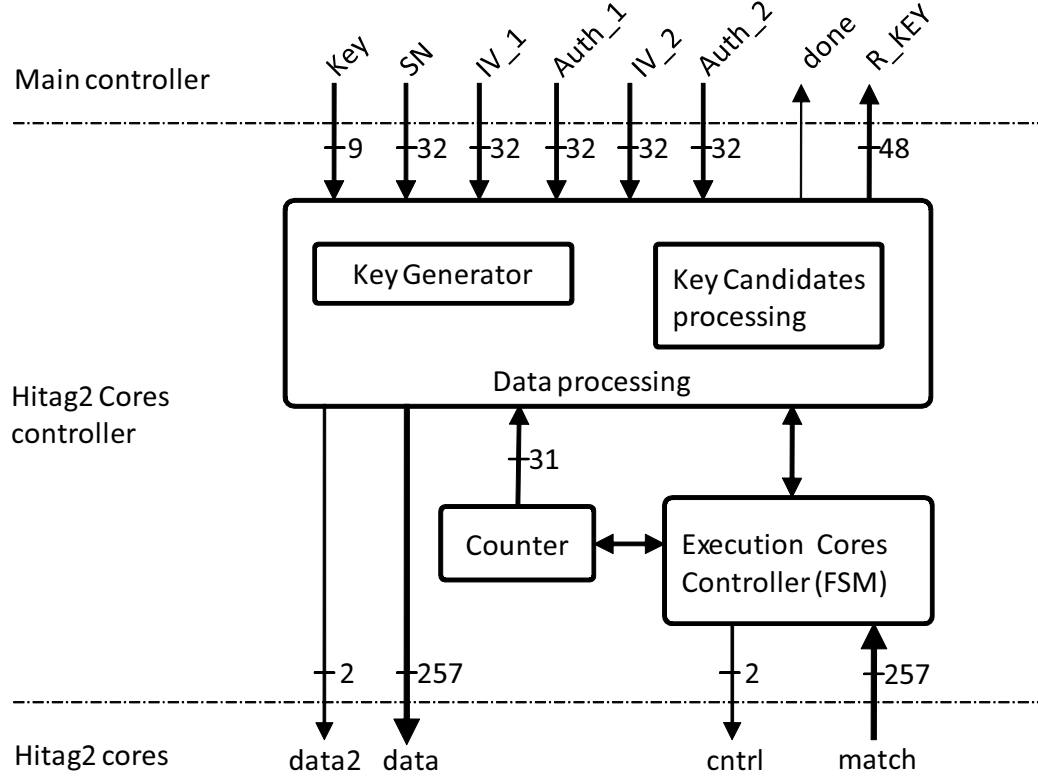 Key SN IV_1 Auth_1 IV_2 Auth_2 done R_KEY
Main controller
9 32 32 32 32 32 48
Key Generator
Key Candidates
processing
Data processing
Hitag2 Cores
controller
31
Counter
Execution Cores
Controller (FSM)
2 257 2 257
Hitag2 cores
data2 data cntrl match